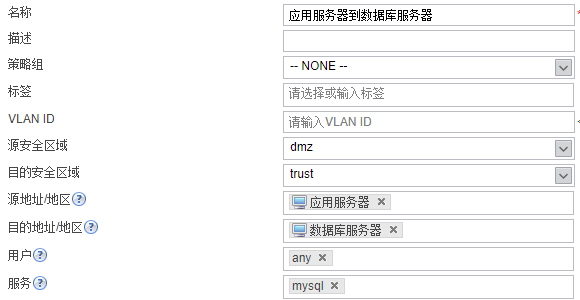 名称 应用服务器到数据库服务器 *
描述
策略组 -- NONE --
标签 请选择或输入标签
VLAN ID 请输入VLAN ID
源安全区域 dmz
目的安全区域 trust
源地址/地区 ? 应用服务器 ×
目的地址/地区 ? 数据库服务器 ×
用户 ? any ×
服务 ? mysql ×